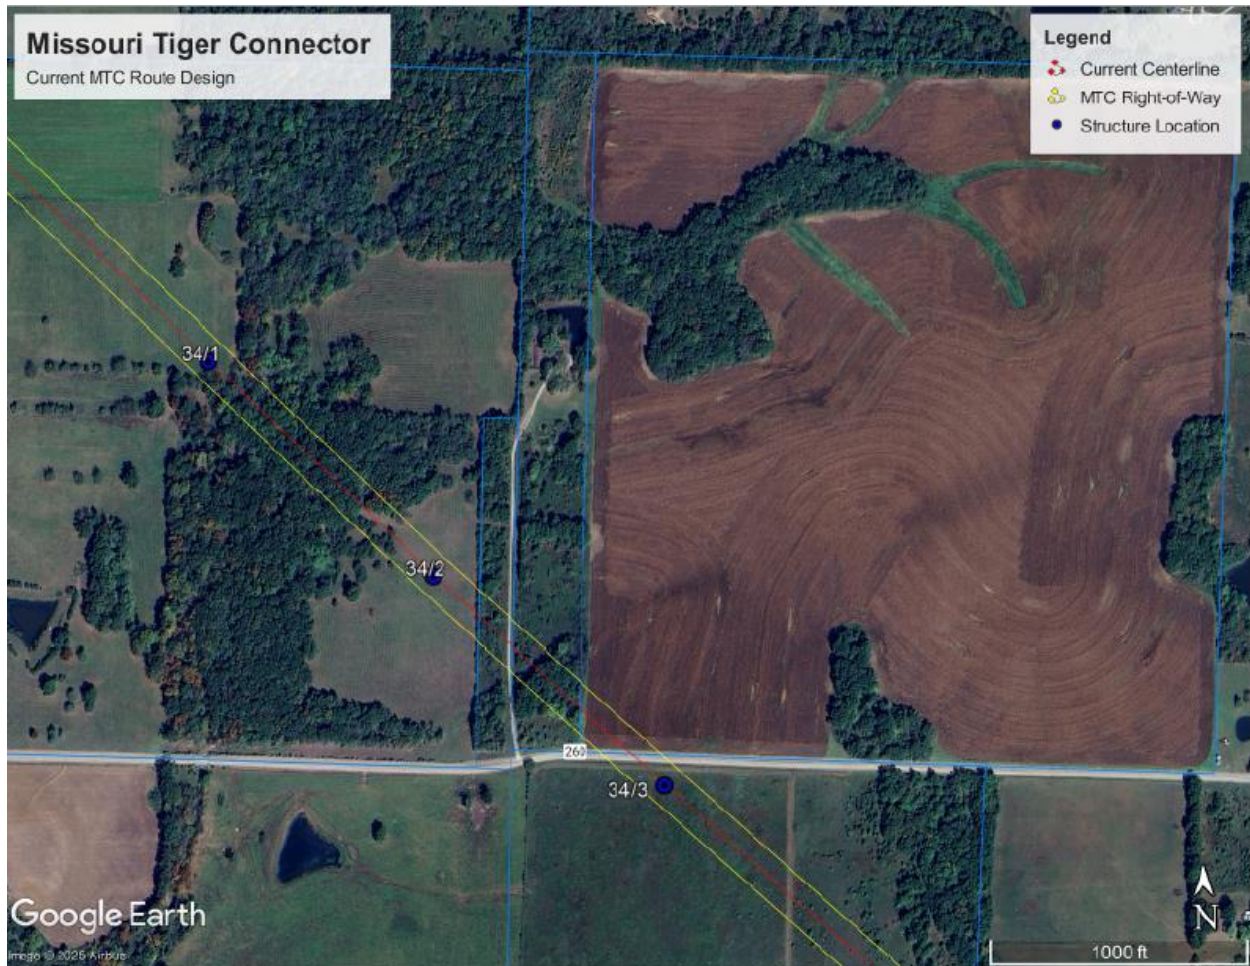 Missouri Tiger Connector
Current MTC Route Design
Legend
Current Centerline
MTC Right-of-Way
Structure Location
34/1
34/2
260
34/3
Google Earth
N
Image © 2025 Airbus
1000 ft